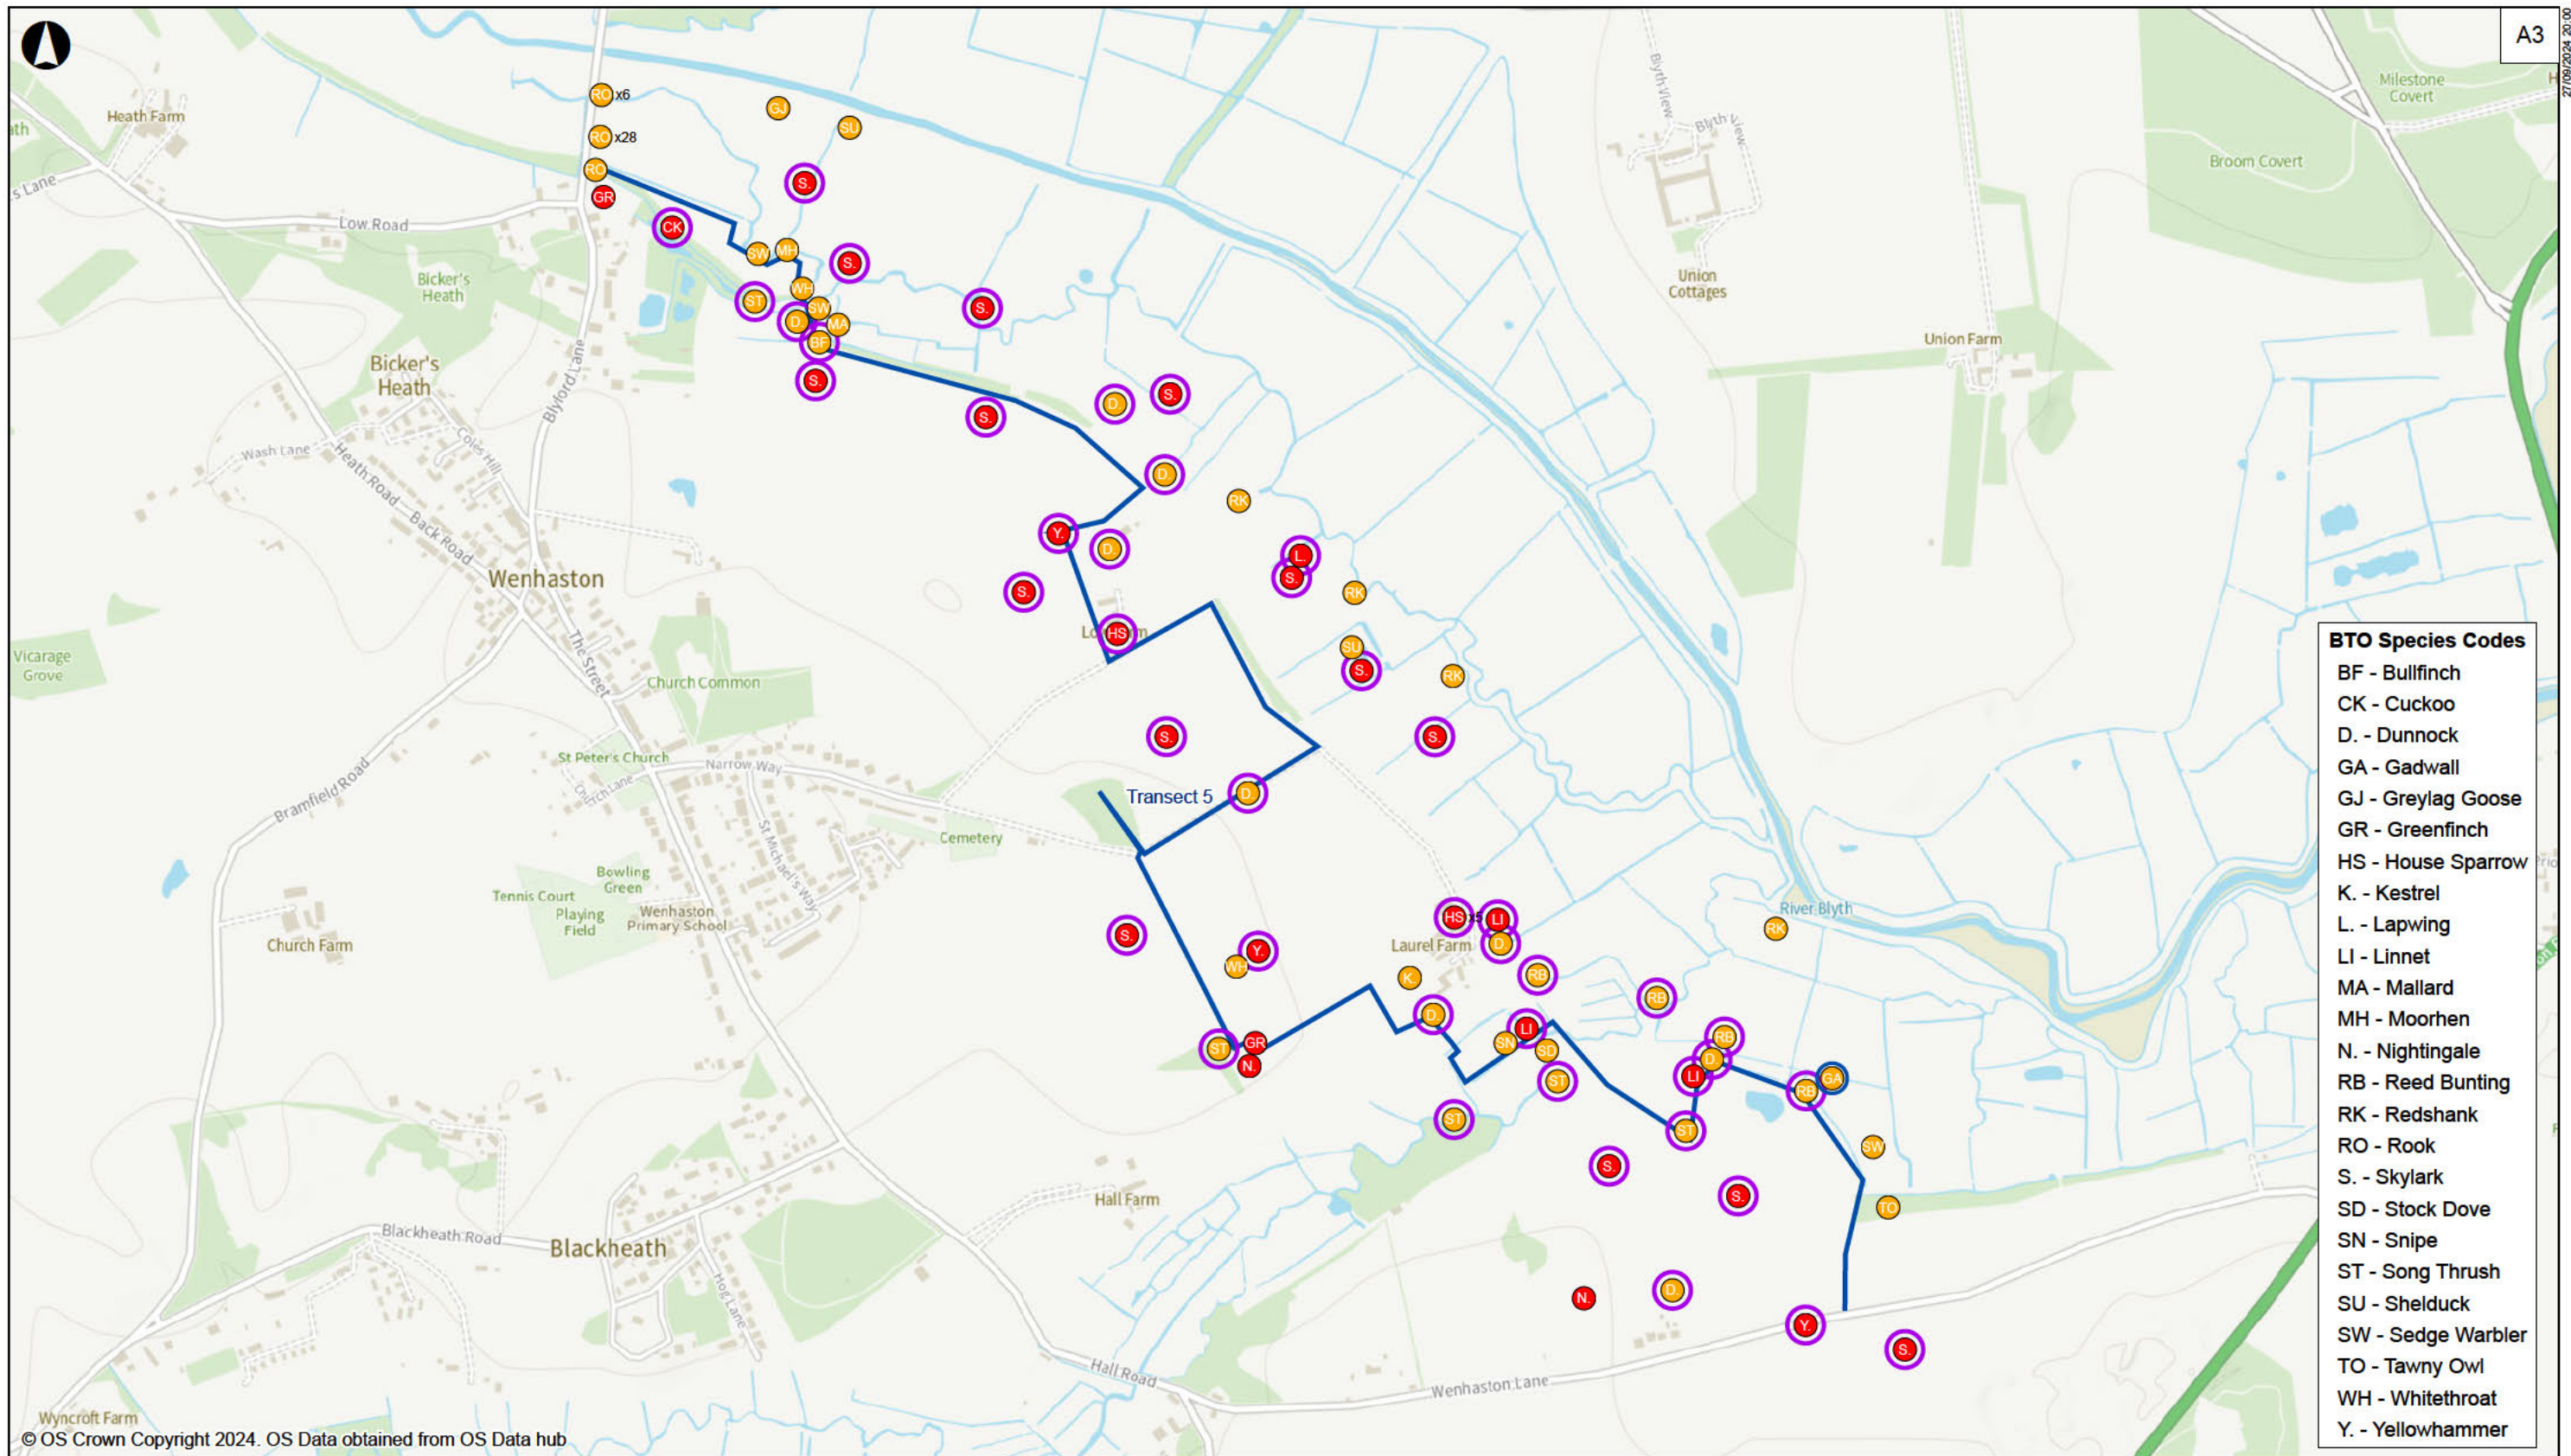 A3
27/09/2024 20:00
Milestone
Covert
Heath Farm
RO x6
GJ
Blyth View
Blyth View
SU
RO x28
Broom Covert
RO
S.
GR
Low Road
CK
SW
MH
S.
Bicker's
Heath
Union
Cottages
WH
ST
SW
S.
D.
MA
BF
Union Farm
Bicker's
Heath
Blyford Lane
S.
S.
D.
S.
Coles Hill
Wash Lane
Heath Road
D.
RK
Back Road
Y.
D.
L.
S.
Wenhaston
S.
RK
HS
SU
The Street
Vicarage
Grove
S.
RK
Church Common
S.
S.
St Peter's Church
Narrow Way
Church Lane
Bramfield Road
Transect 5
D.
St Michael's Way
Cemetery
Bowling
Green
Tennis Court
Playing
Field
Wenhaston
Primary School
HS x5
LI
River Blyth
RK
Church Farm
S.
Laurel Farm
D.
Y.
WH
K.
RB
RB
D.
LI
RB
ST
GR
SN
SD
D.
N.
LI
ST
RB
GA
ST
ST
SW
S.
S.
Hall Farm
TO
Blackheath Road
Blackheath
Hog Lane
N.
D.
Y.
S.
Hall Road
Wenhaston Lane
Wyncroft Farm
© OS Crown Copyright 2024. OS Data obtained from OS Data hub
BTO Species Codes
BF - Bullfinch
CK - Cuckoo
D. - Dunnock
GA - Gadwall
GJ - Greylag Goose
GR - Greenfinch
HS - House Sparrow
K. - Kestrel
L. - Lapwing
LI - Linnet
MA - Mallard
MH - Moorhen
N. - Nightingale
RB - Reed Bunting
RK - Redshank
RO - Rook
S. - Skylark
SD - Stock Dove
SN - Snipe
ST - Song Thrush
SU - Shelduck
SW - Sedge Warbler
TO - Tawny Owl
WH - Whitethroat
Y. - Yellowhammer